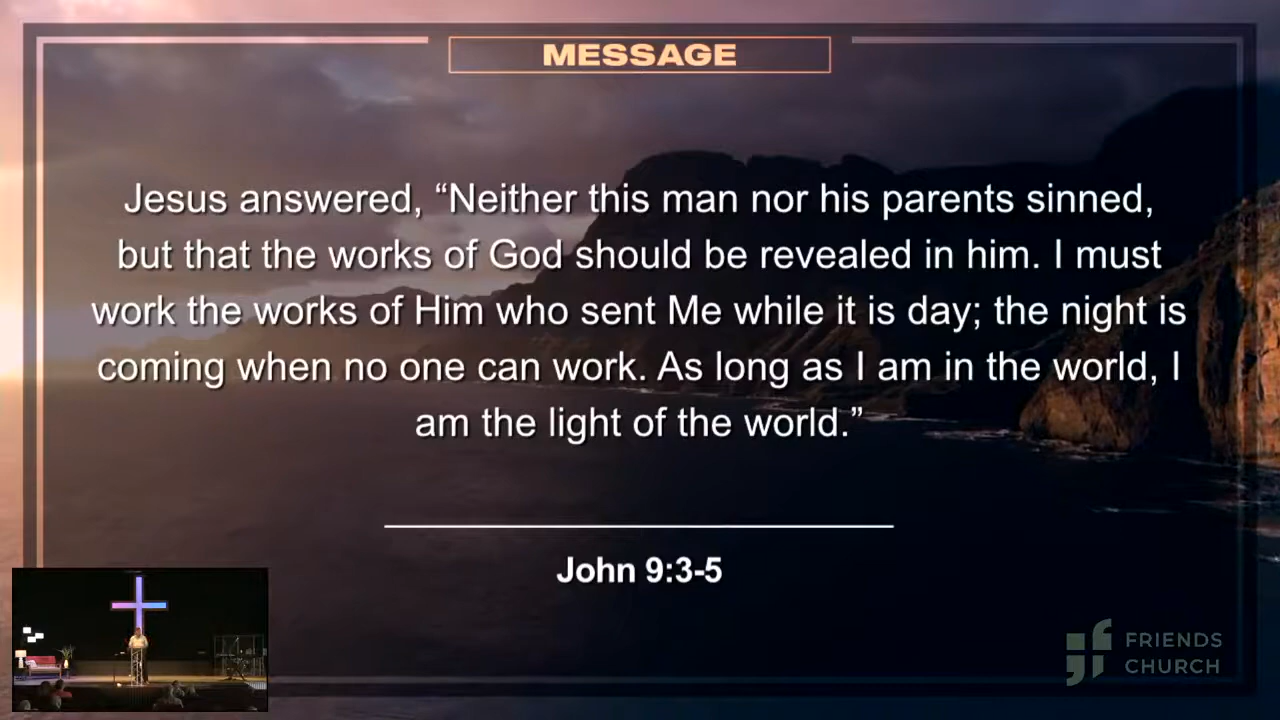 MESSAGE
Jesus answered, “Neither this man nor his parents sinned,
but that the works of God should be revealed in him. I must
work the works of Him who sent Me while it is day; the night is
coming when no one can work. As long as I am in the world, I
am the light of the world.”
John 9:3-5
FRIENDS
CHURCH